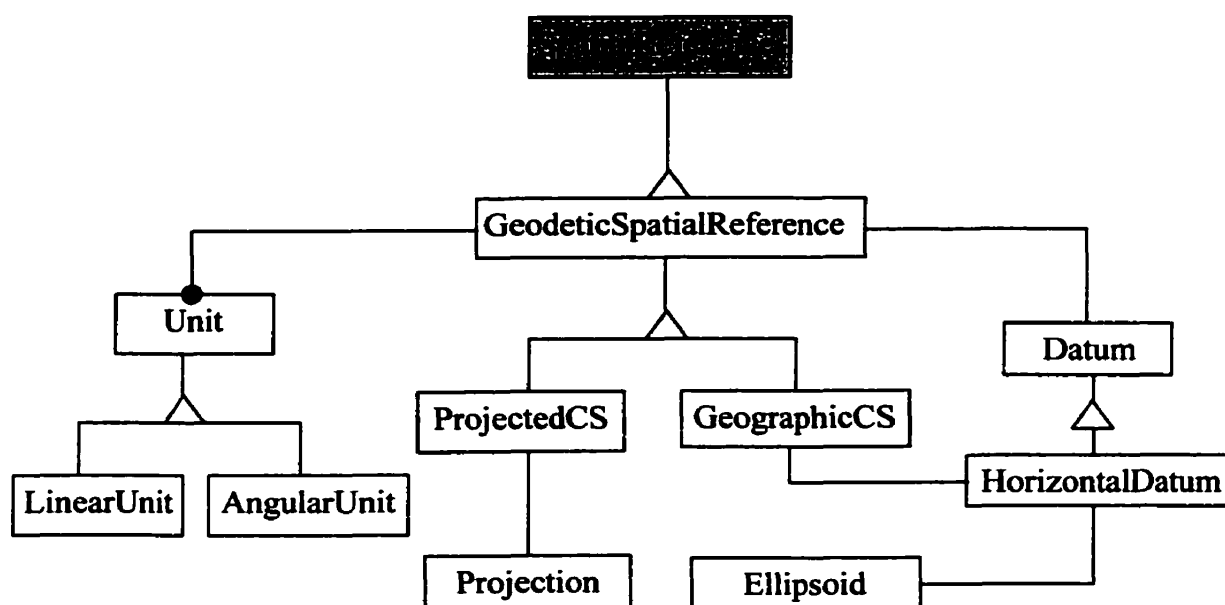 GeodeticSpatialReference
Unit
Datum
ProjectedCS
GeographicCS
LinearUnit
AngularUnit
HorizontalDatum
Projection
Ellipsoid